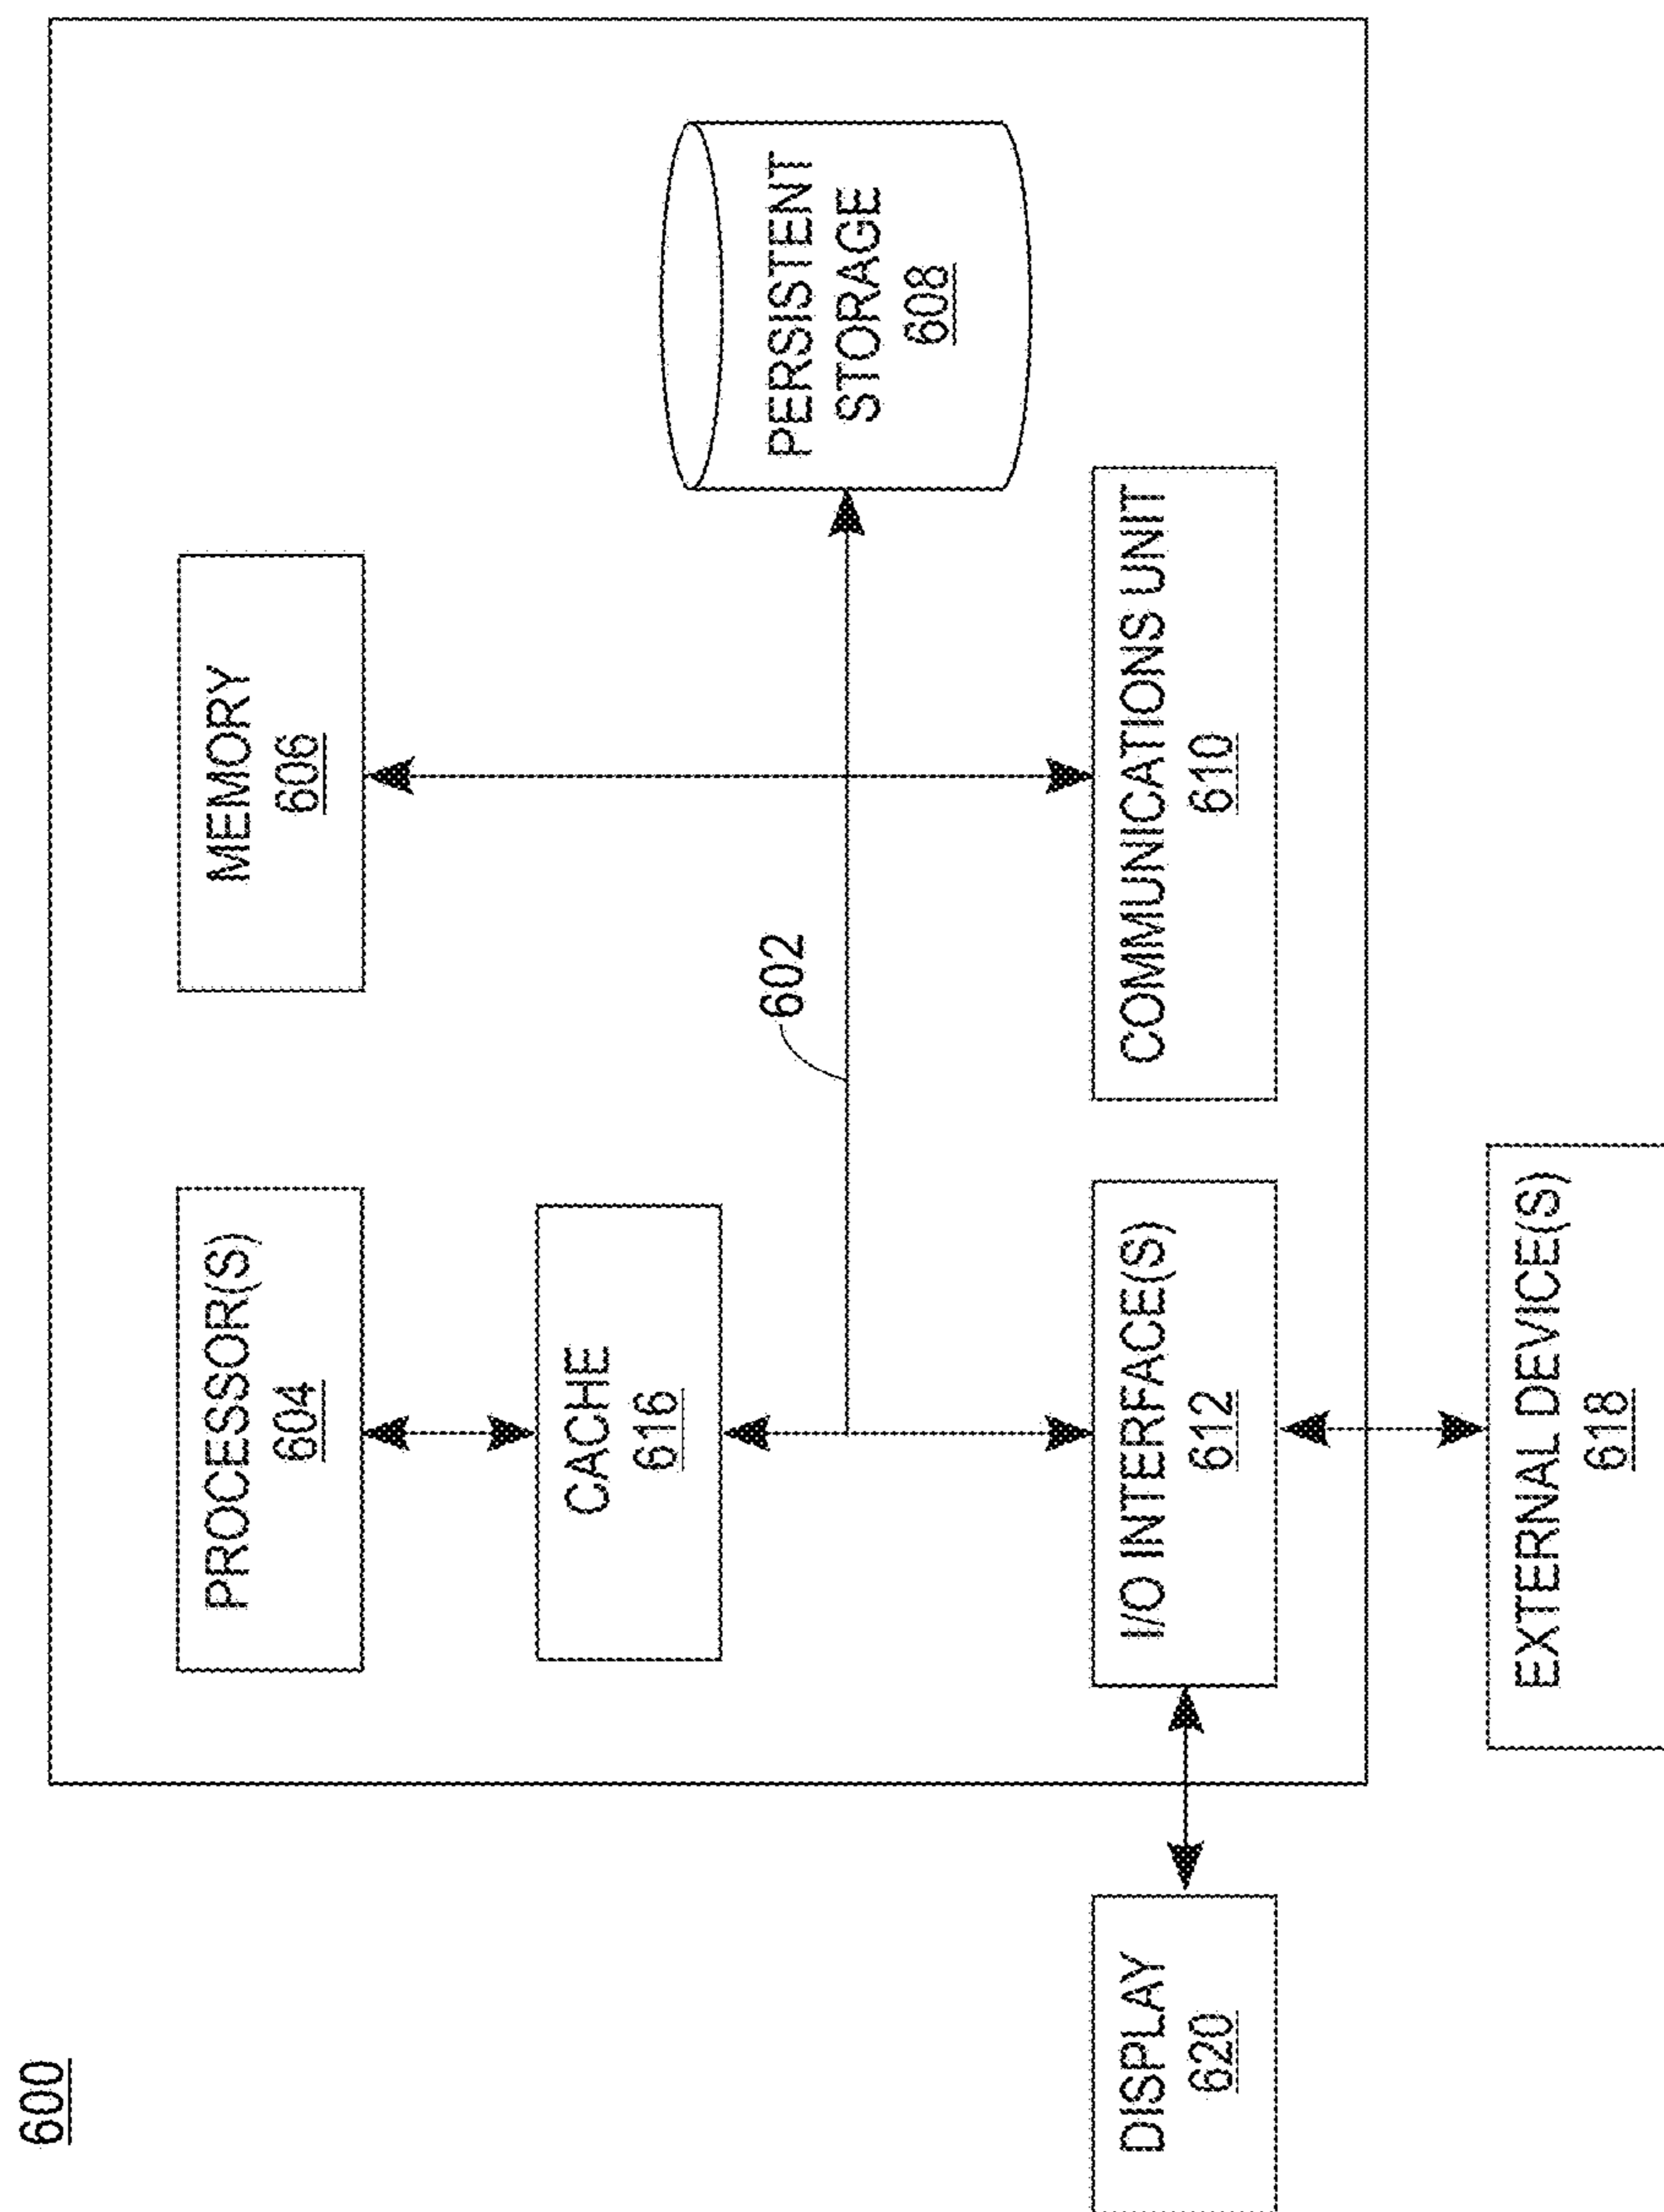 600
PROCESSOR(S)
604
MEMORY
606
CACHE
616
602
PERSISTENT
STORAGE
608
DISPLAY
620
I/O INTERFACE(S)
612
COMMUNICATIONS UNIT
610
EXTERNAL DEVICE(S)
618